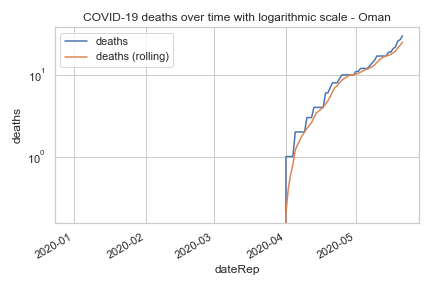 COVID-19 deaths over time with logarithmic scale - Oman
deaths
deaths (rolling)
10¹
10⁰
deaths
2020-01
2020-02
2020-03
2020-04
2020-05
dateRep